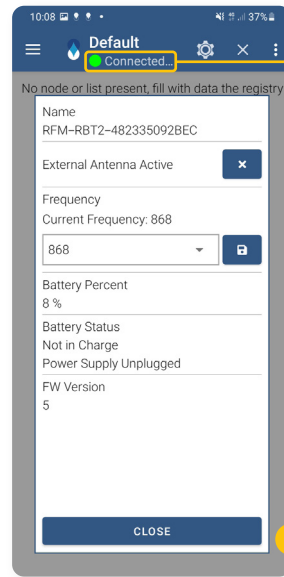 10:08 37%
Default
Connected...
No node or list present, fill with data the registry
Name
RFM-RBT2-482335092BEC
External Antenna Active
Frequency
Current Frequency: 868
868
Battery Percent
8 %
Battery Status
Not in Charge
Power Supply Unplugged
FW Version
5
CLOSE